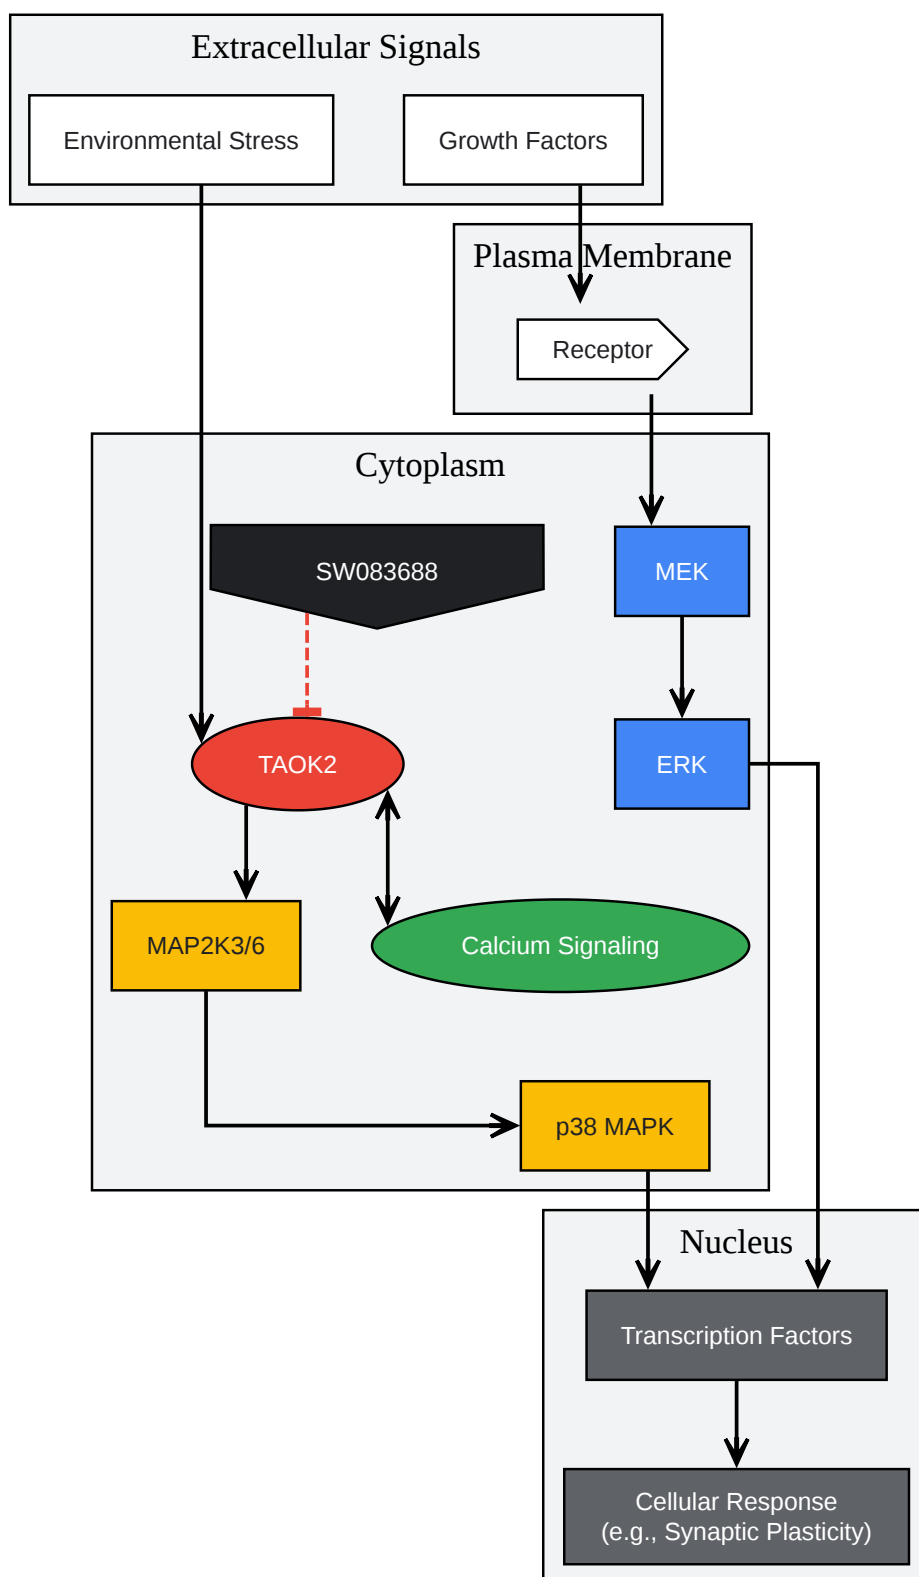 Extracellular Signals
Environmental Stress
Growth Factors
Plasma Membrane
Receptor
Cytoplasm
SW083688
MEK
TAOK2
ERK
MAP2K3/6
Calcium Signaling
p38 MAPK
Nucleus
Transcription Factors
Cellular Response
(e.g., Synaptic Plasticity)